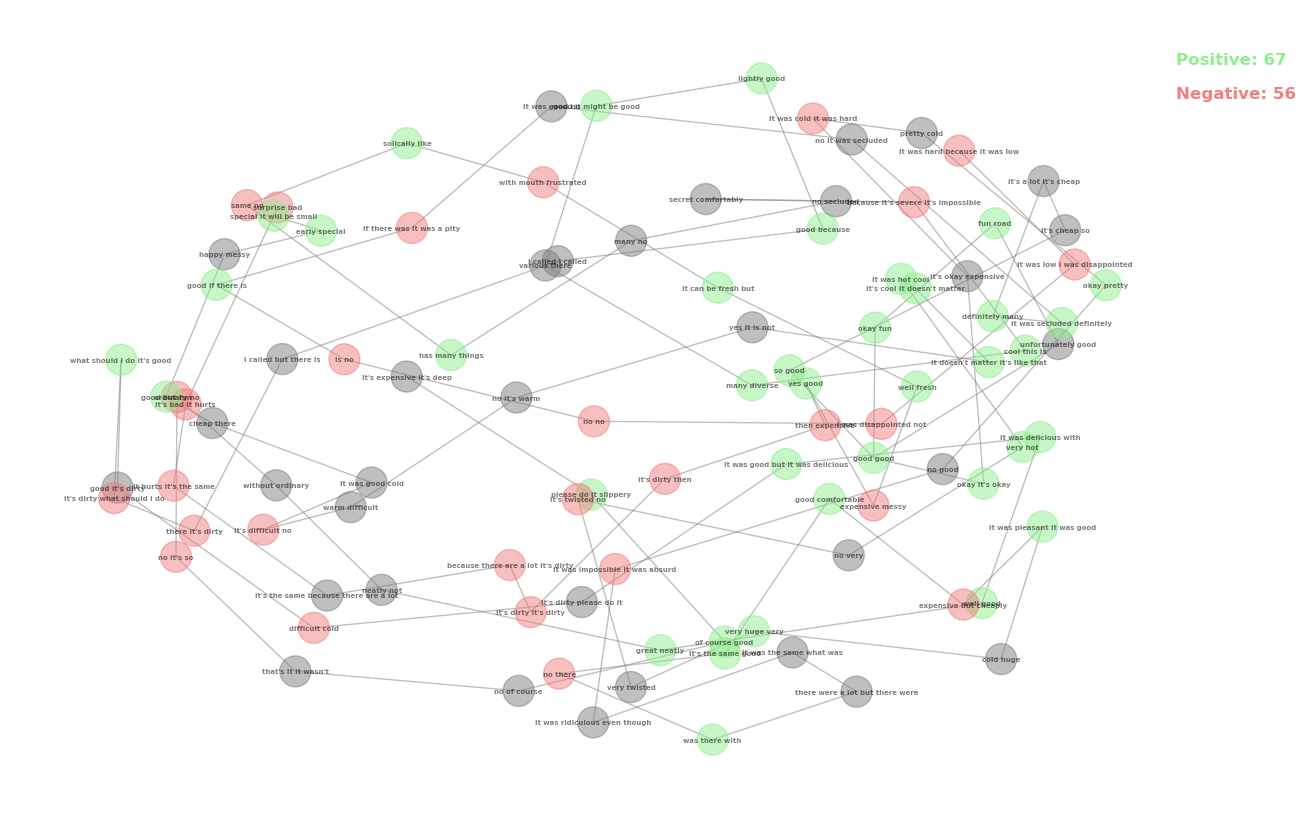 Positive: 67
Negative: 56
lightly good
good it might be good
it was cold it was hard
pretty cold
no it was secluded
solically like
it was hard because it was low
with mouth frustrated
it's a lot it's cheap
secret comfortably
no secluded
because it's severe it's impossible
same no
surprise bad
special it will be small
early special
if there was it was a pity
good because
fun road
it's cheap so
many no
happy messy
i called i called
various there
it was low i was disappointed
it was hot cool
it's okay expensive
good if there is
it can be fresh but
it's cool it doesn't matter
okay pretty
definitely many
it was secluded definitely
yes it is not
okay fun
unfortunately good
cool this is
what should i do it's good
i called but there is
is no
has many things
it doesn't matter it's like that
so good
it's expensive it's deep
yes good
many diverse
well fresh
no it's warm
it's bad it hurts
cheap there
no no
then expensive
i was disappointed not
it was delicious with
very hot
good good
it was good but it was delicious
no good
it's dirty then
it was good cold
okay it's okay
good it's dirty
it hurts it's the same
without ordinary
it's dirty what should i do
please do it slippery
it's twisted no
good comfortable
expensive messy
warm difficult
there it's dirty
it's difficult no
it was pleasant it was good
no it's so
no very
because there are a lot it's dirty
it was impossible it was absurd
it's the same because there are a lot
neatly not
it's dirty please do it
it's dirty it's dirty
expensive but cheaply
well good
difficult cold
very huge very
of course good
great neatly
it's the same good
it was the same what was
cold huge
that's it it wasn't
no there
no of course
very twisted
there were a lot but there were
it was ridiculous even though
was there with